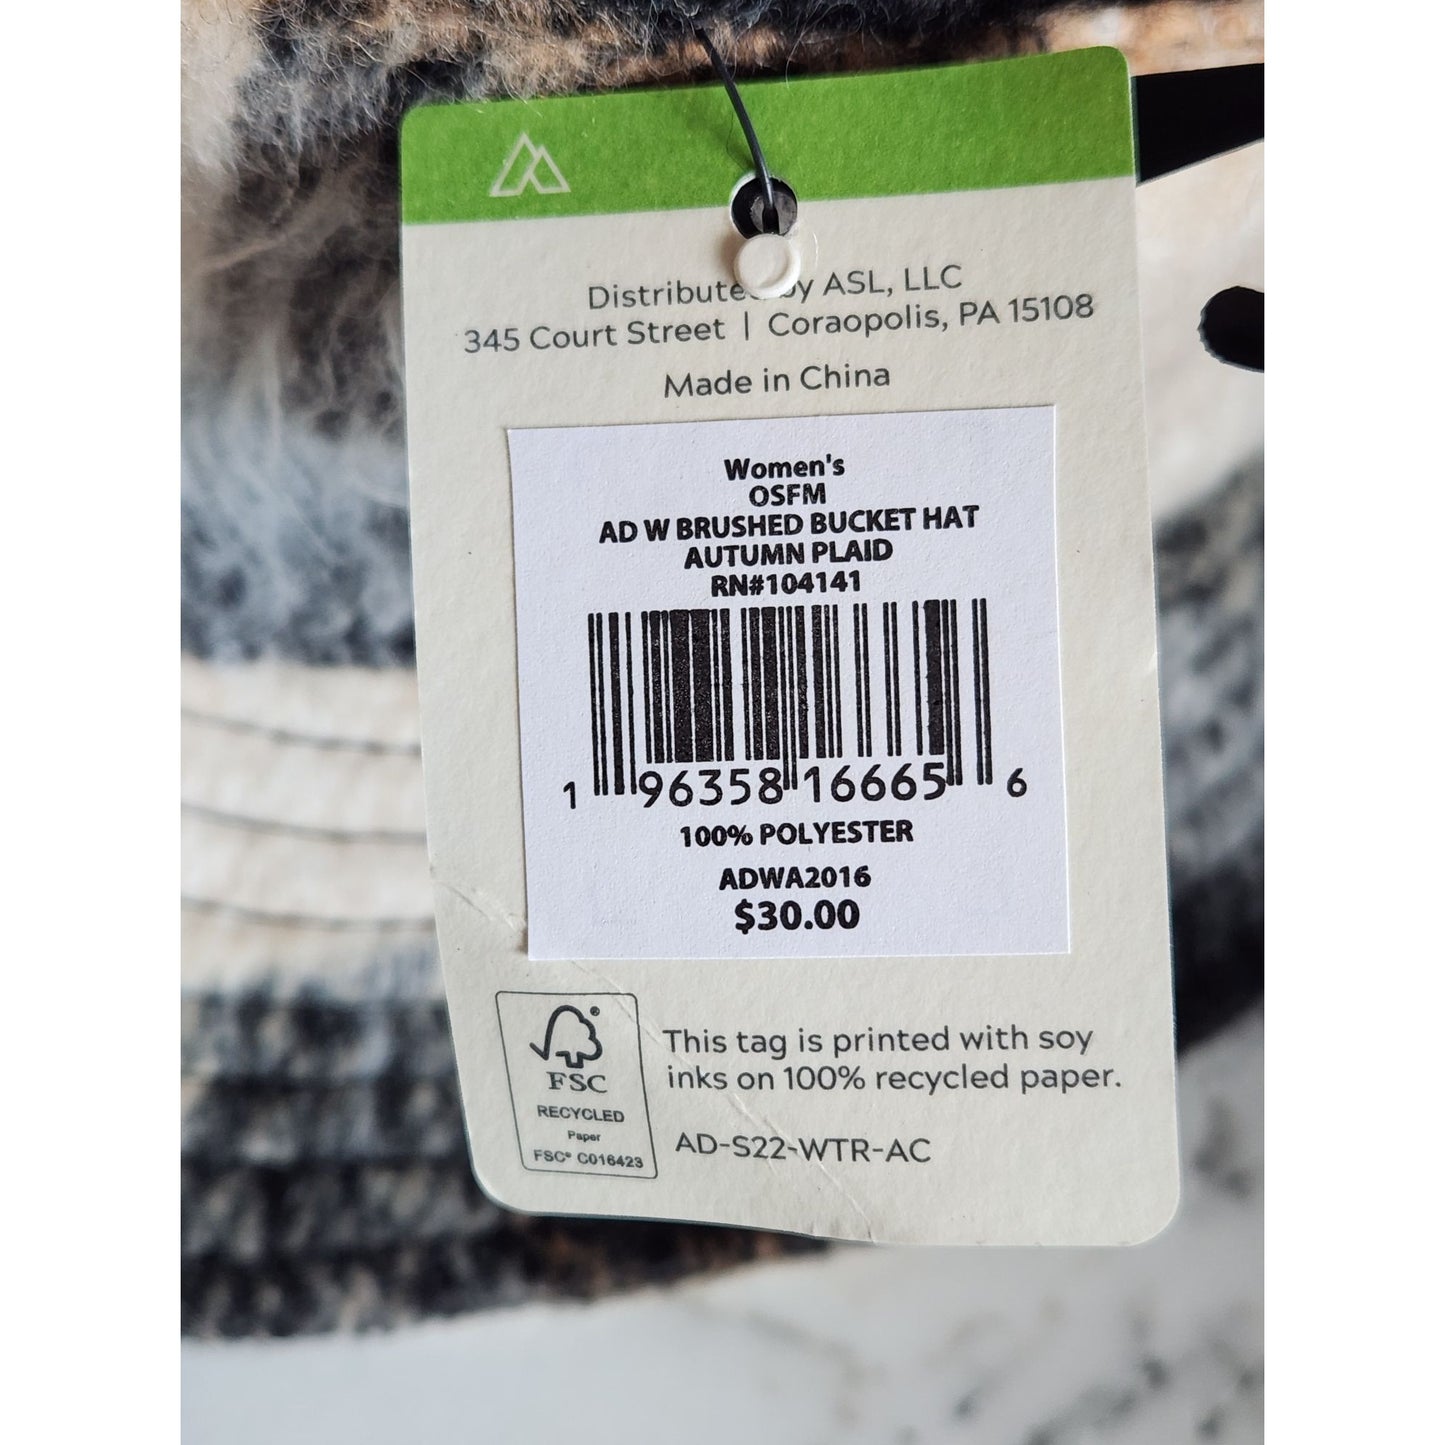 Distributed by ASL, LLC
345 Court Street | Coraopolis, PA 15108
Made in China
Women's
OSFM
AD W BRUSHED BUCKET HAT
AUTUMN PLAID
RN#104141
1 96358 16665 6
100% POLYESTER
ADWA2016
$30.00
FSC
RECYCLED
Paper
FSC® C016423
This tag is printed with soy
inks on 100% recycled paper.
AD-S22-WTR-AC